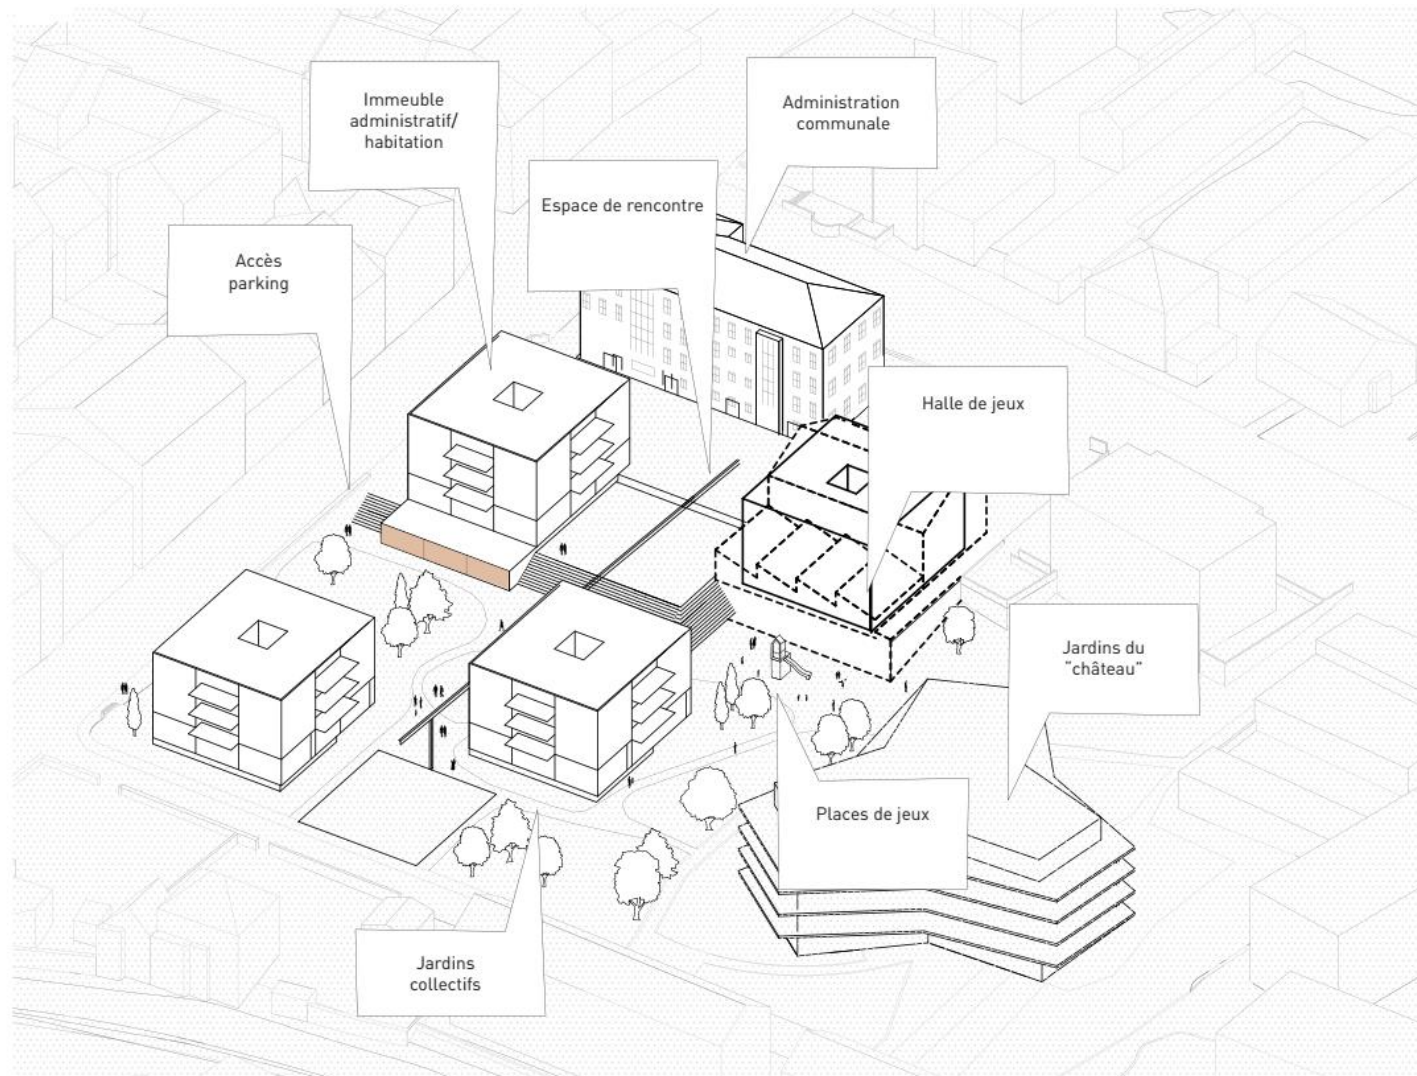 Immeuble
administratif/
habitation
Administration
communale
Espace de rencontre
Accès
parking
Halle de jeux
Jardins du
"château"
Places de jeux
Jardins
collectifs